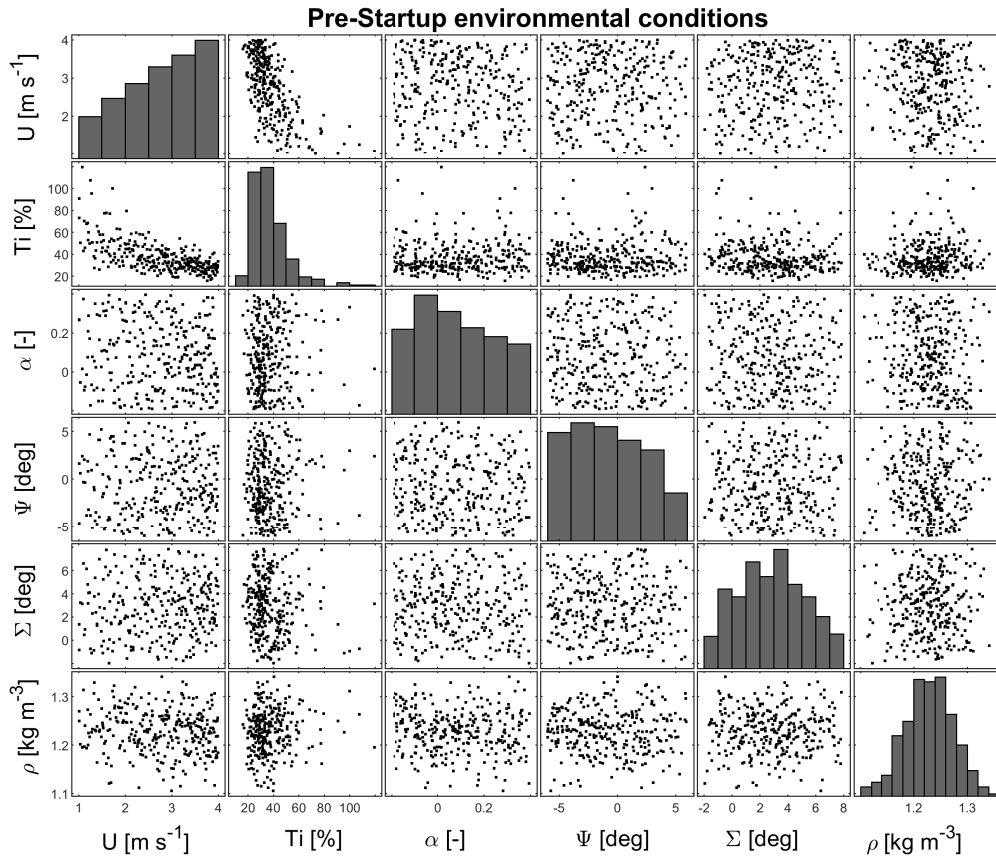 Pre-Startup environmental conditions
U [m s⁻¹]
4
3
2
Ti [%]
100
80
60
40
20
α [-]
0.2
0
Ψ [deg]
5
0
-5
Σ [deg]
6
4
2
0
ρ [kg m⁻³]
1.3
1.2
1.1
1 2 3 4 20 40 60 80 100 0 0.2 -5 0 5 -2 0 2 4 6 8 1.2 1.3
U [m s⁻¹] Ti [%] α [-] Ψ [deg] Σ [deg] ρ [kg m⁻³]